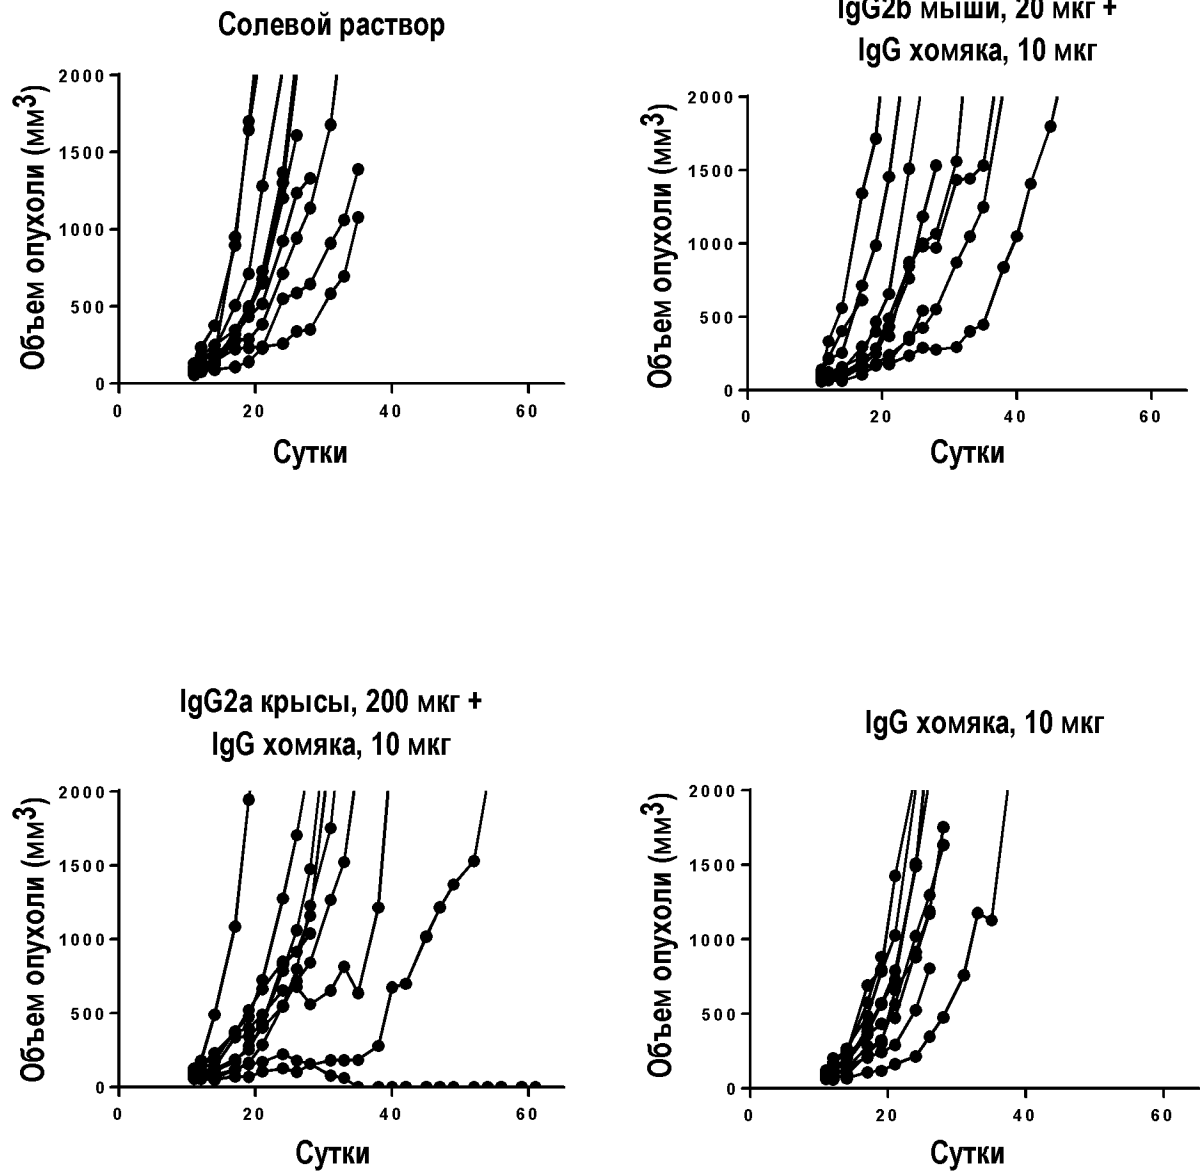 Солевой раствор
Объем опухоли (мм3)
2000
1500
1000
500
0
0 20 40 60
Сутки
IgG2b мыши, 20 мкг +
IgG хомяка, 10 мкг
Объем опухоли (мм3)
2000
1500
1000
500
0
0 20 40 60
Сутки
IgG2a крысы, 200 мкг +
IgG хомяка, 10 мкг
Объем опухоли (мм3)
2000
1500
1000
500
0
0 20 40 60
Сутки
IgG хомяка, 10 мкг
Объем опухоли (мм3)
2000
1500
1000
500
0
0 20 40 60
Сутки